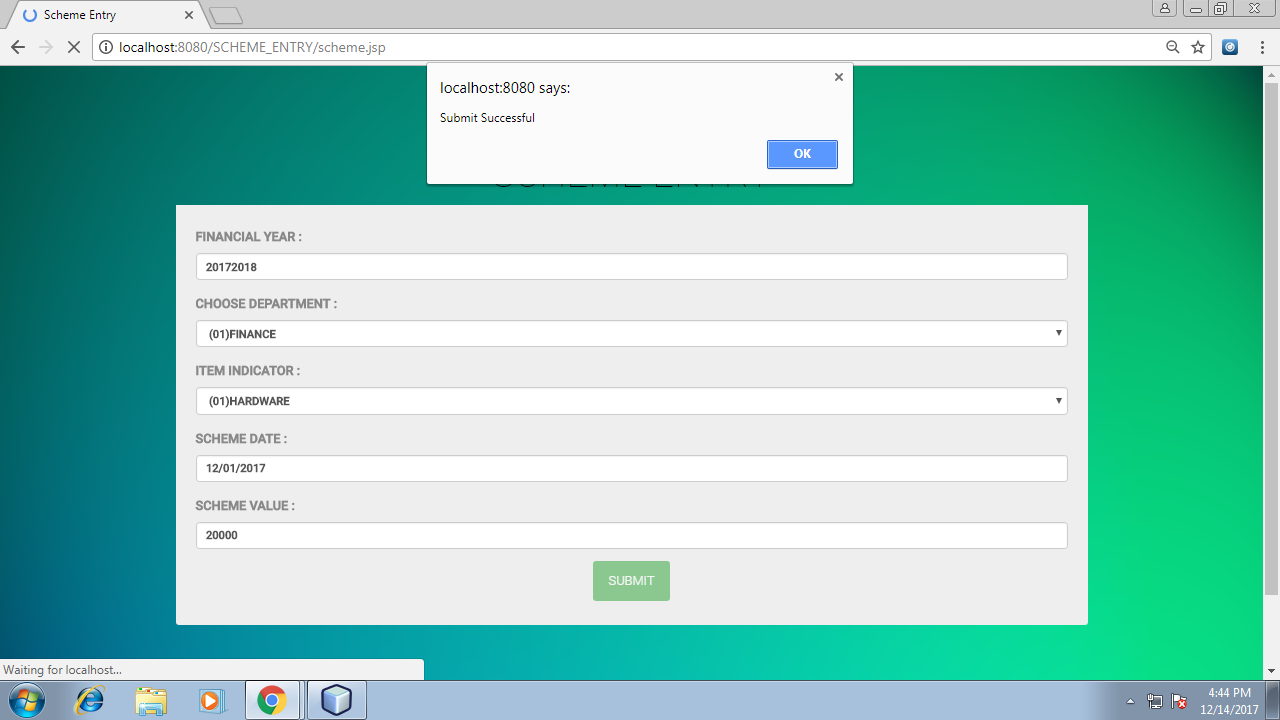 Scheme Entry
localhost:8080/SCHEME_ENTRY/scheme.jsp
localhost:8080 says:
Submit Successful
OK
SCHEME ENTRY
FINANCIAL YEAR :
20172018
CHOOSE DEPARTMENT :
(01)FINANCE
ITEM INDICATOR :
(01)HARDWARE
SCHEME DATE :
12/01/2017
SCHEME VALUE :
20000
SUBMIT
Waiting for localhost...
4:44 PM
12/14/2017